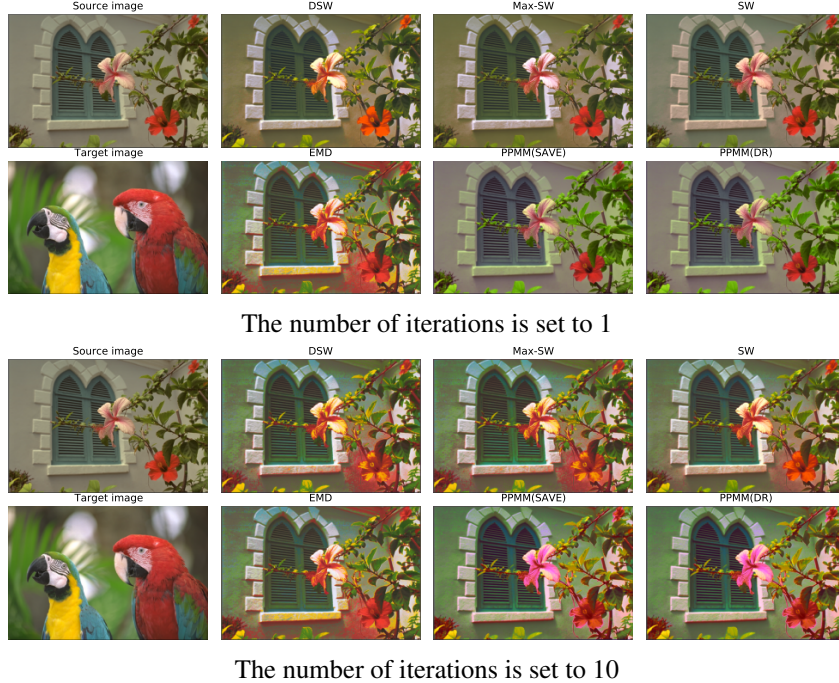 Source image DSW Max-SW SW
Target image EMD PPMM(SAVE) PPMM(DR)
The number of iterations is set to 1
Source image DSW Max-SW SW
Target image EMD PPMM(SAVE) PPMM(DR)
The number of iterations is set to 10